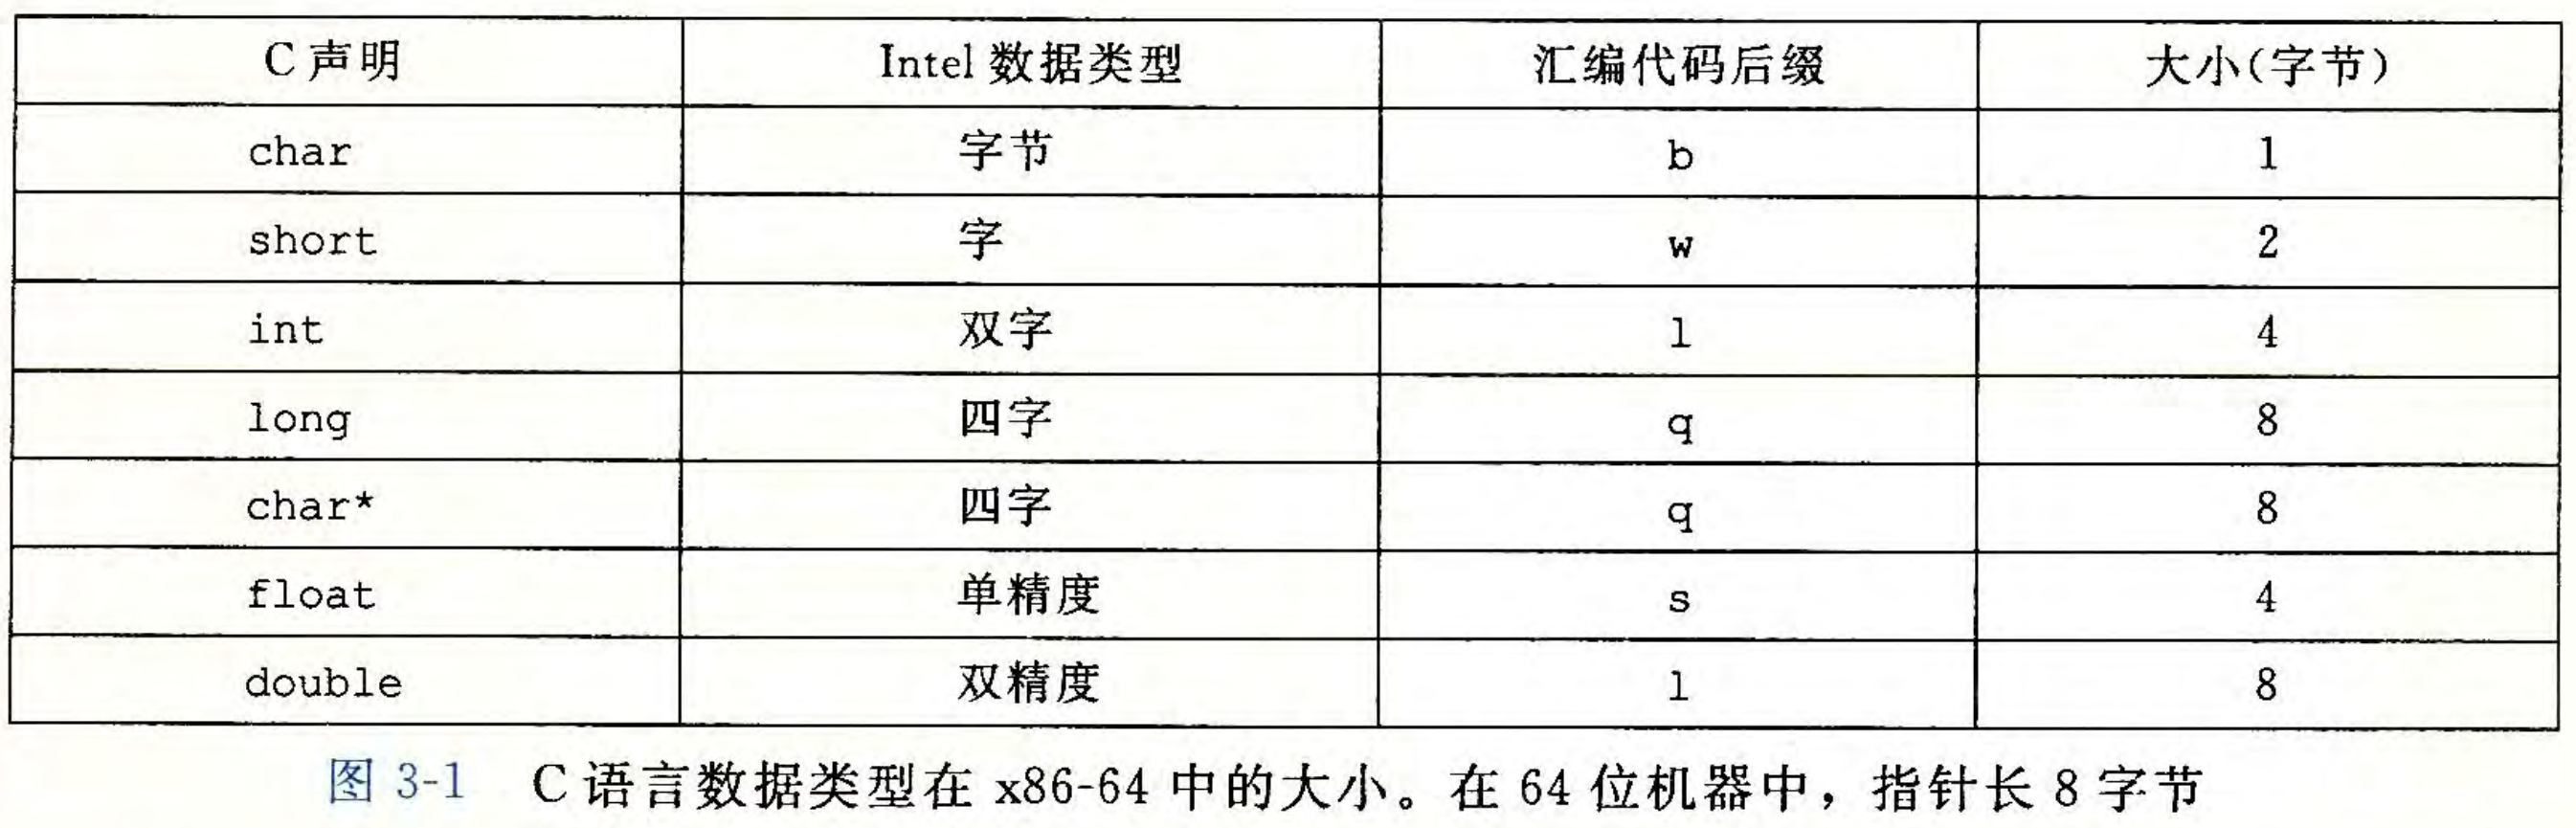 C 声明 Intel 数据类型 汇编代码后缀 大小(字节)
char 字节 b 1
short 字 w 2
int 双字 l 4
long 四字 q 8
char* 四字 q 8
float 单精度 s 4
double 双精度 l 8
图 3-1 C 语言数据类型在 x86-64 中的大小。在 64 位机器中，指针长 8 字节